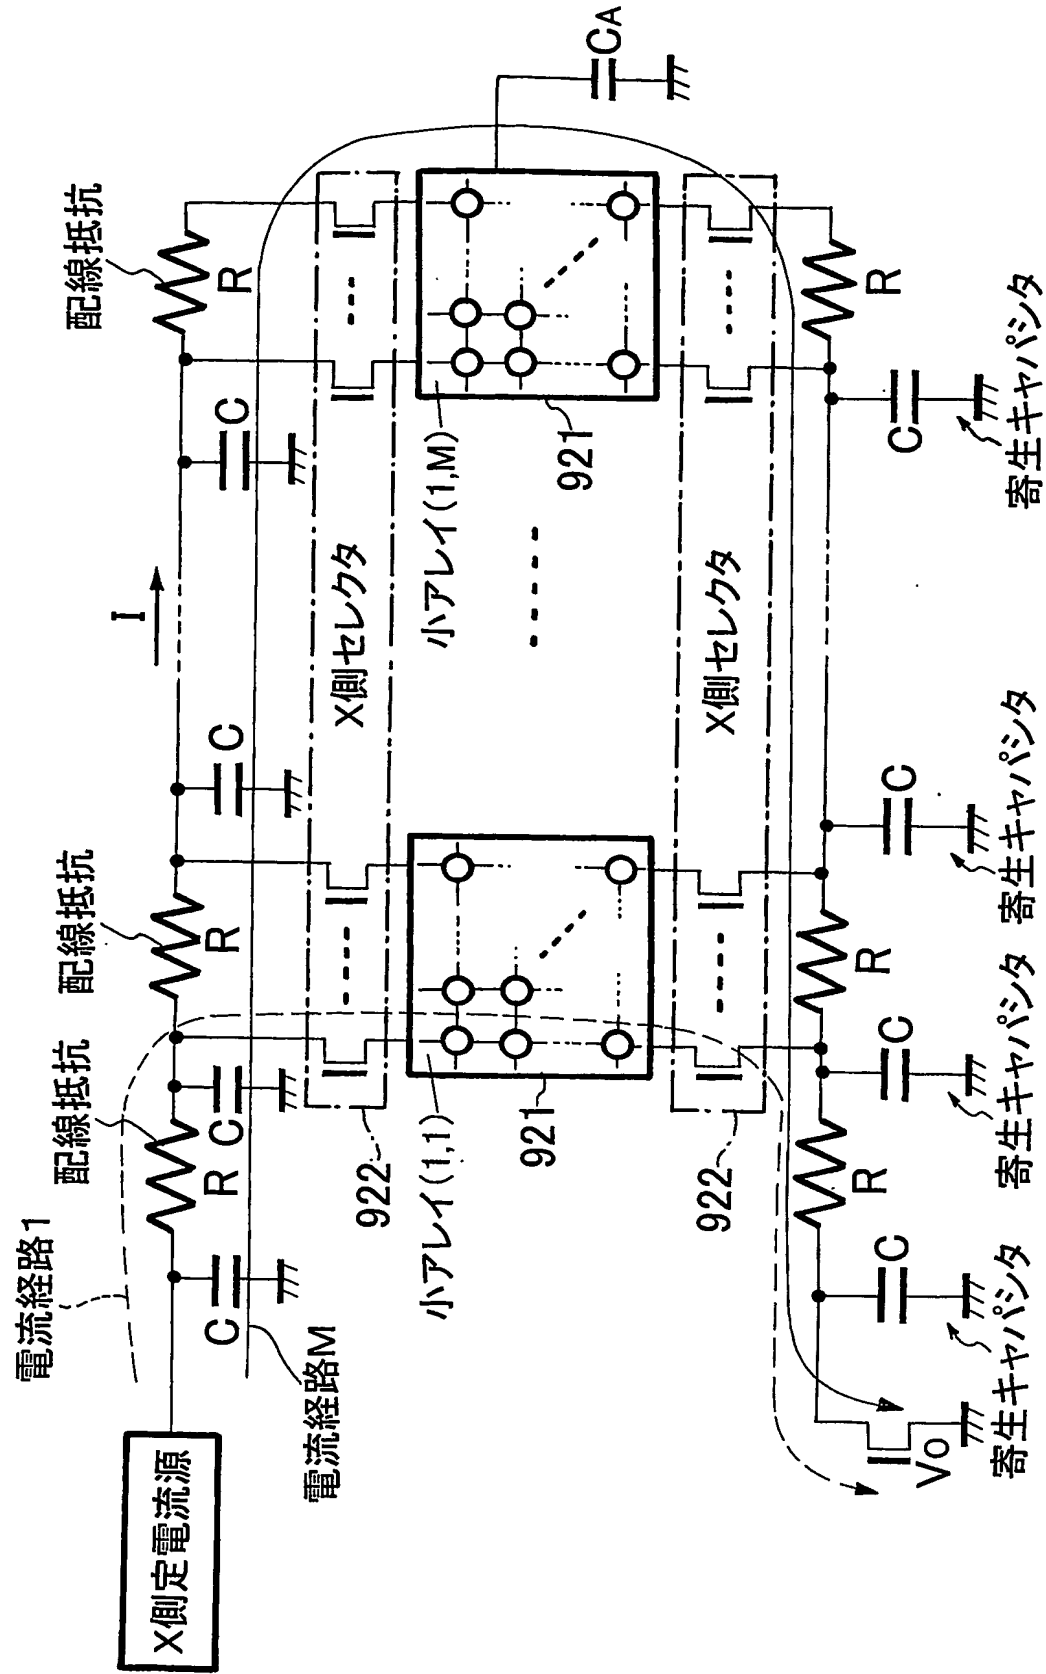 電流経路1
配線抵抗
配線抵抗
配線抵抗
I
X側定電流源
R
R
R
C
C
C
C
電流経路M
922
X側セレクタ
小アレイ(1,1)
921
小アレイ(1,M)
921
CA
922
X側セレクタ
R
R
R
C
C
C
C
Vo
寄生キャパシタ
寄生キャパシタ
寄生キャパシタ
寄生キャパシタ